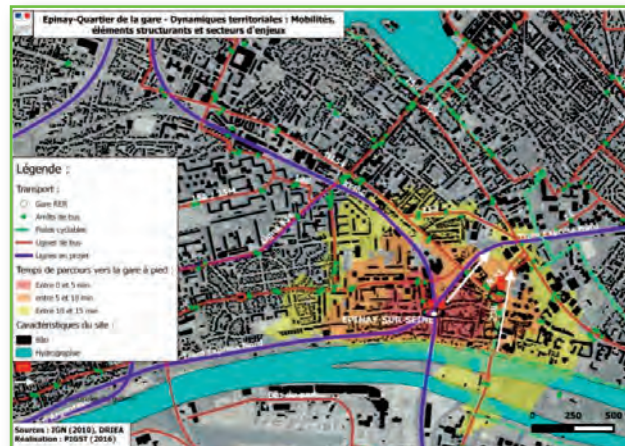 Epinay-Quartier de la gare - Dynamiques territoriales : Mobilités,
éléments structurants et secteurs d'enjeux
Légende :
Transport :
Gare RER
Arrêts de bus
Pistes cyclables
Lignes de bus
Lignes en projet
Temps de parcours vers la gare à pied :
Entre 0 et 5 min
entre 5 et 10 min
Entre 10 et 15 min
Caractéristiques du site :
Bâti
Hydrographie
EPINAY-SUR-SEINE
Sources : IGN (2010), DRIEA
Réalisation : PIGST (2016)
0 250 500